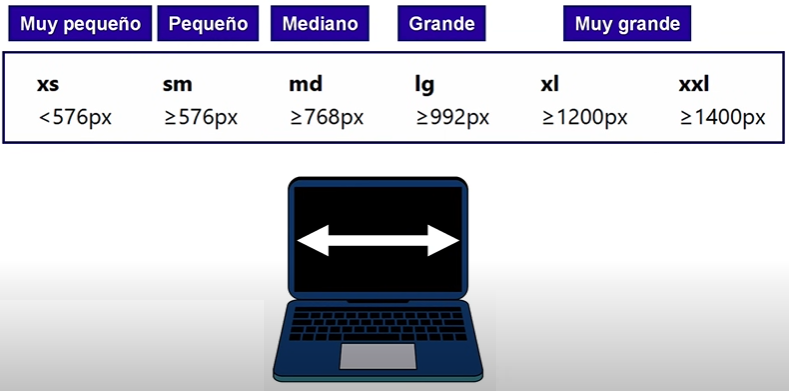 Muy pequeño Pequeño Mediano Grande Muy grande
xs sm md lg xl xxl
<576px ≥576px ≥768px ≥992px ≥1200px ≥1400px